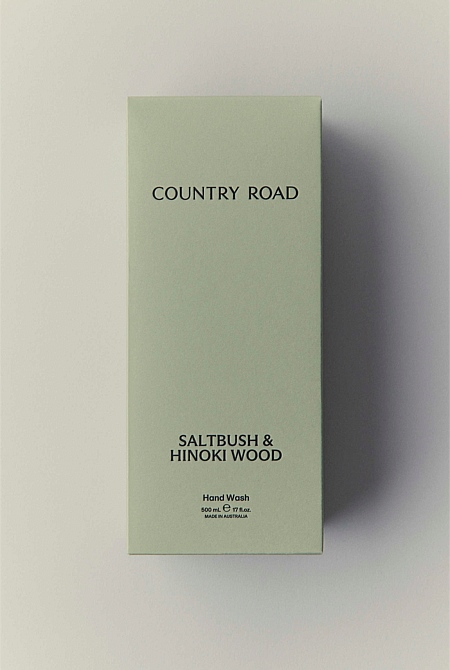 COUNTRY ROAD
SALTBUSH &
HINOKI WOOD
Hand Wash
500 mL ℮ 17 fl.oz.
MADE IN AUSTRALIA